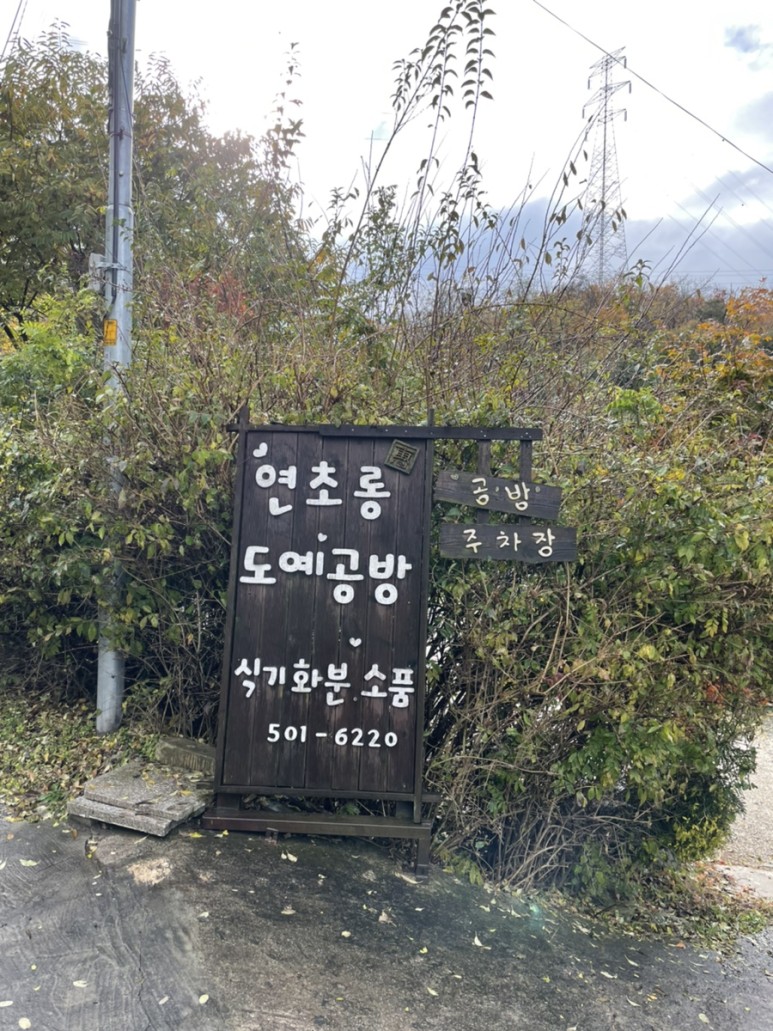 연초롱
도예공방
식기화분 소품
501-6220
공방
주차장